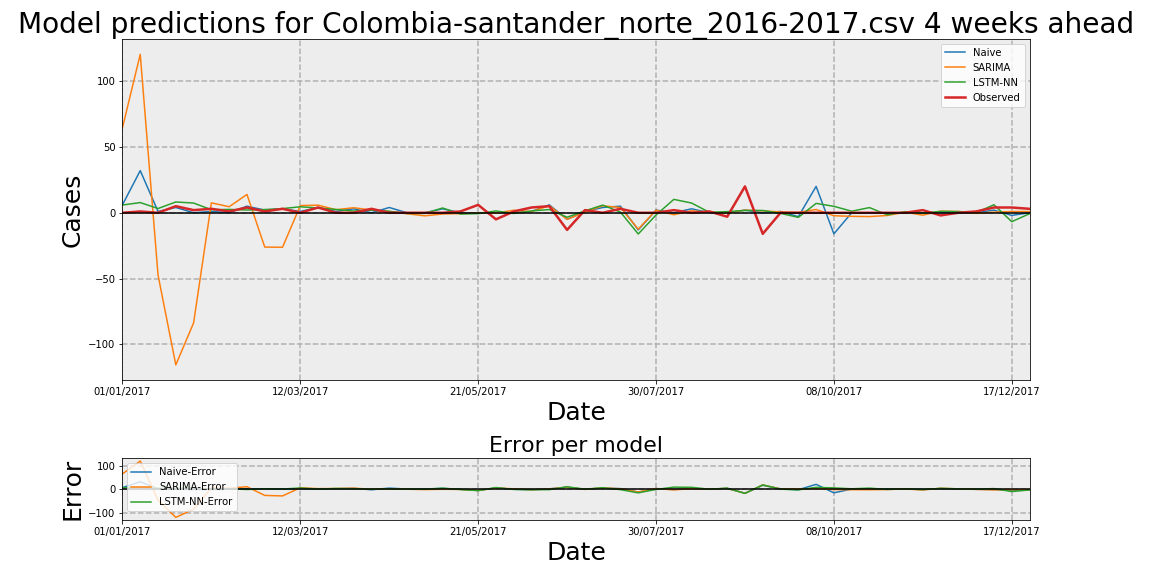 Model predictions for Colombia-santander_norte_2016-2017.csv 4 weeks ahead
Cases
100
50
0
−50
−100
Naive
SARIMA
LSTM-NN
Observed
01/01/2017 12/03/2017 21/05/2017 30/07/2017 08/10/2017 17/12/2017
Date
Error per model
Error
100
0
−100
Naive-Error
SARIMA-Error
LSTM-NN-Error
01/01/2017 12/03/2017 21/05/2017 30/07/2017 08/10/2017 17/12/2017
Date